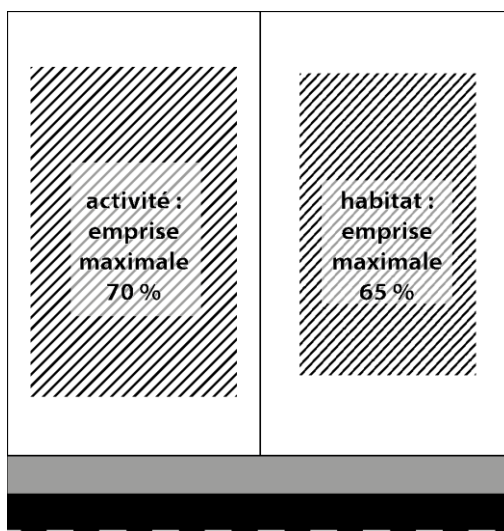 activité :
emprise
maximale
70 %
habitat :
emprise
maximale
65 %